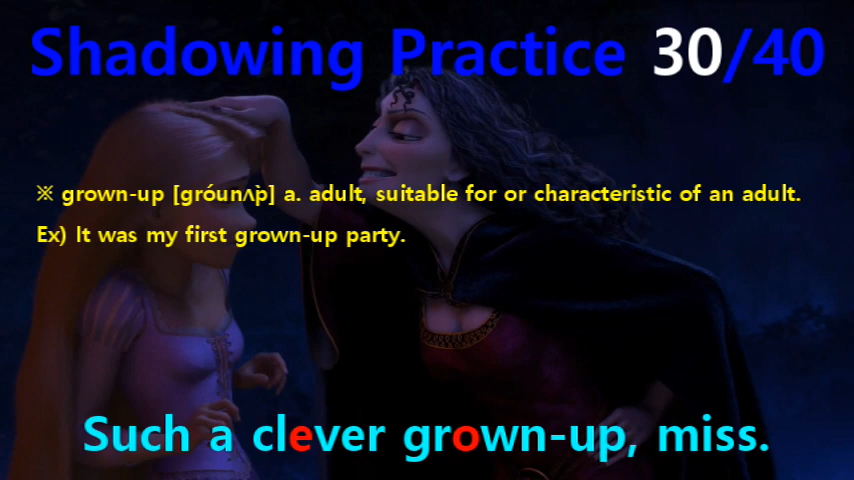 Shadowing Practice 30/40
※ grown-up [gróunʌ̀p] a. adult, suitable for or characteristic of an adult.
Ex) It was my first grown-up party.
Such a clever grown-up, miss.